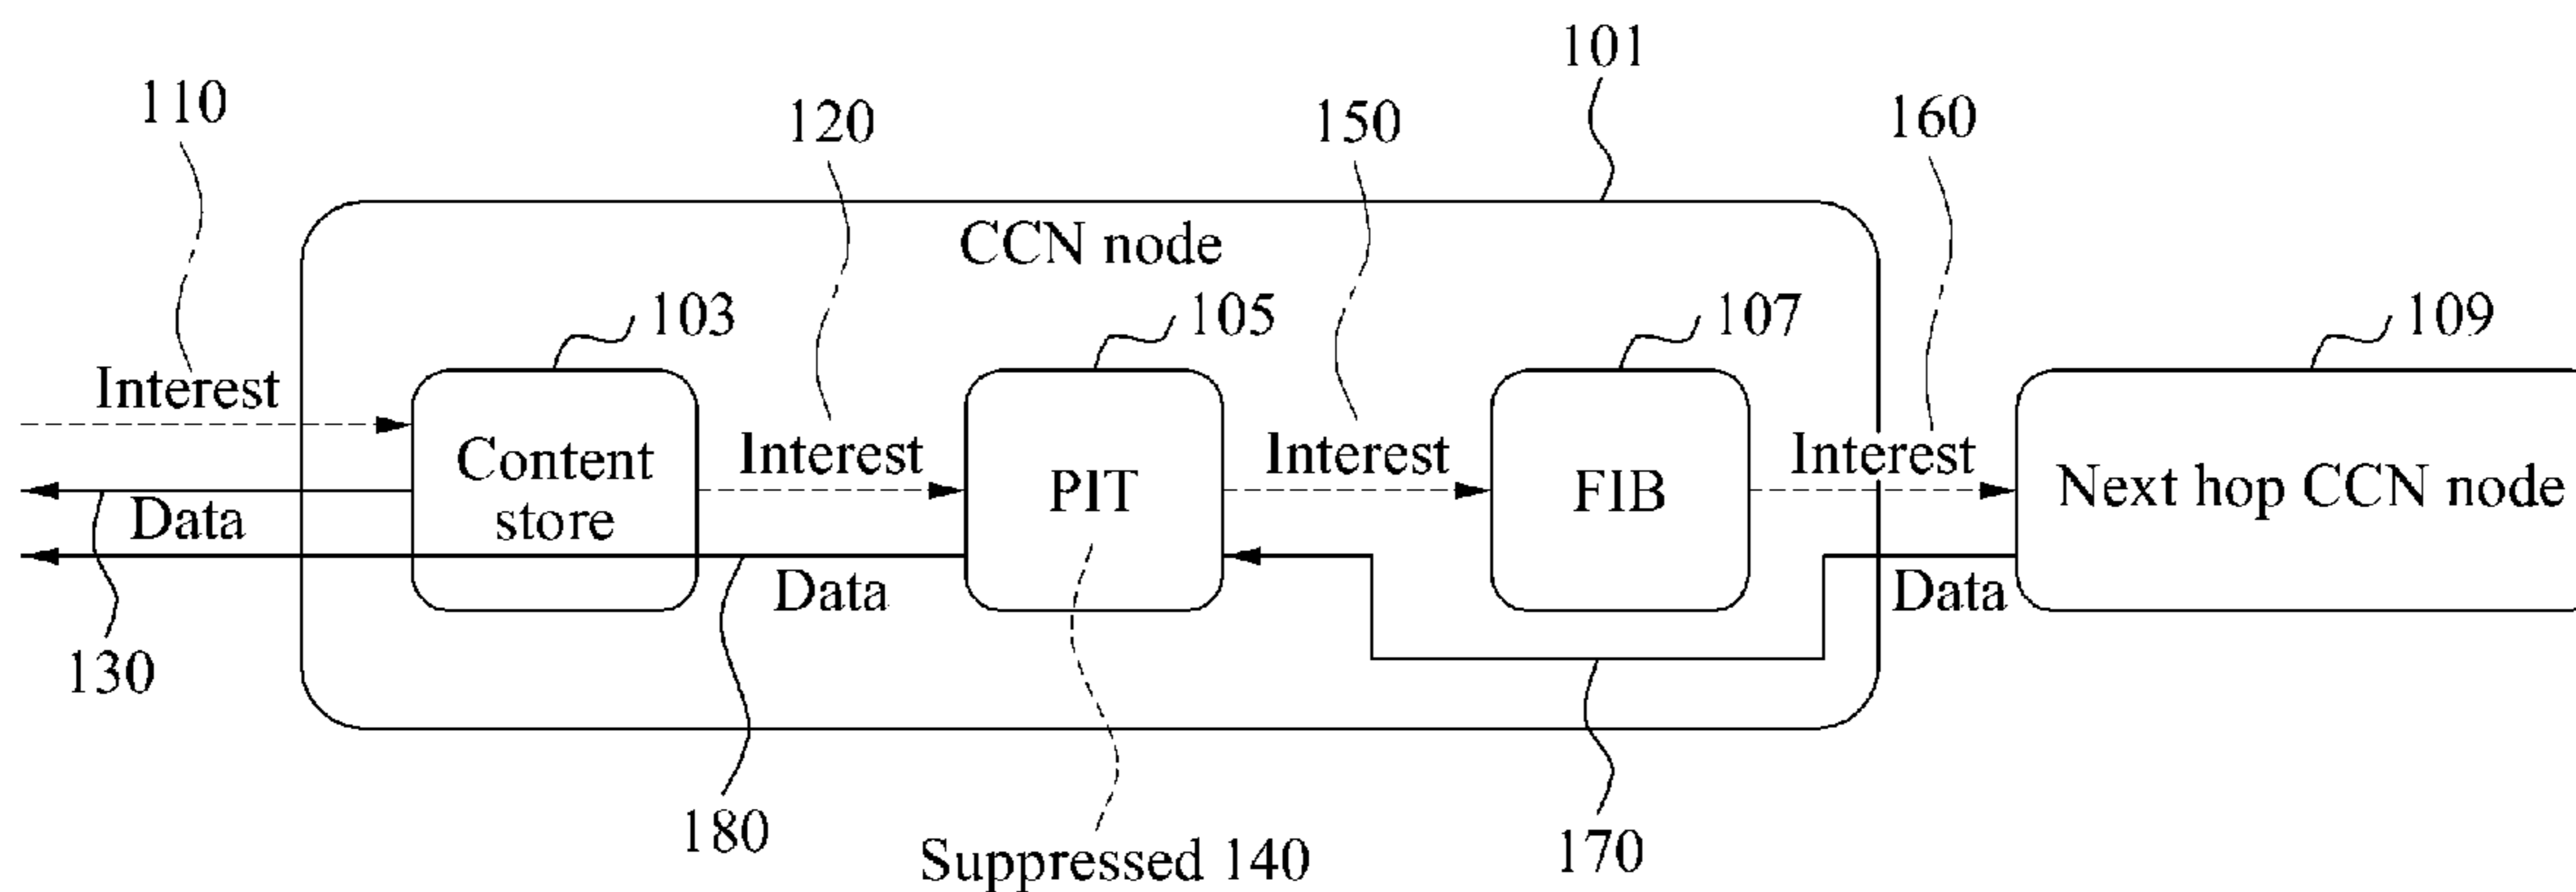 101
110
120
150
160
CCN node
103
105
107
109
Interest
Content
store
Interest
PIT
Interest
FIB
Interest
Next hop CCN node
Data
Data
Data
130
180
Suppressed 140
170